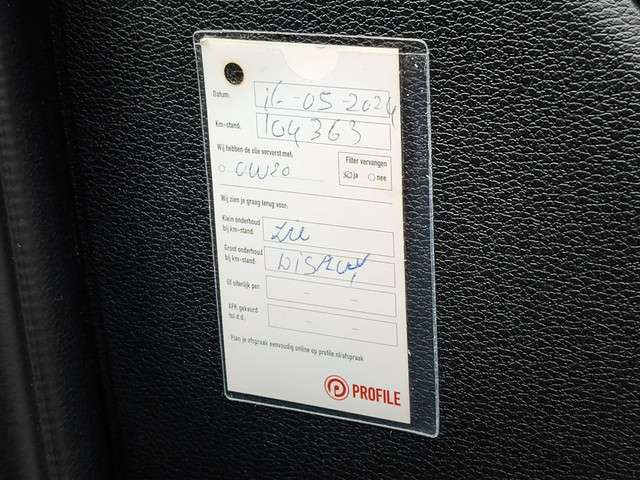 Datum: 16-05-2024
Km-stand: 104363
Wij hebben de olie ververst met:
0W20
Filter vervangen
ja nee
Wij zien je graag terug voor:
Klein onderhoud bij km-stand: Zie
Groot onderhoud bij km-stand: DISPLAY
Of uiterlijk per: - -
APK gekeurd tot d.d. - -
Plan je afspraak eenvoudig online op profile.nl/afspraak
PROFILE